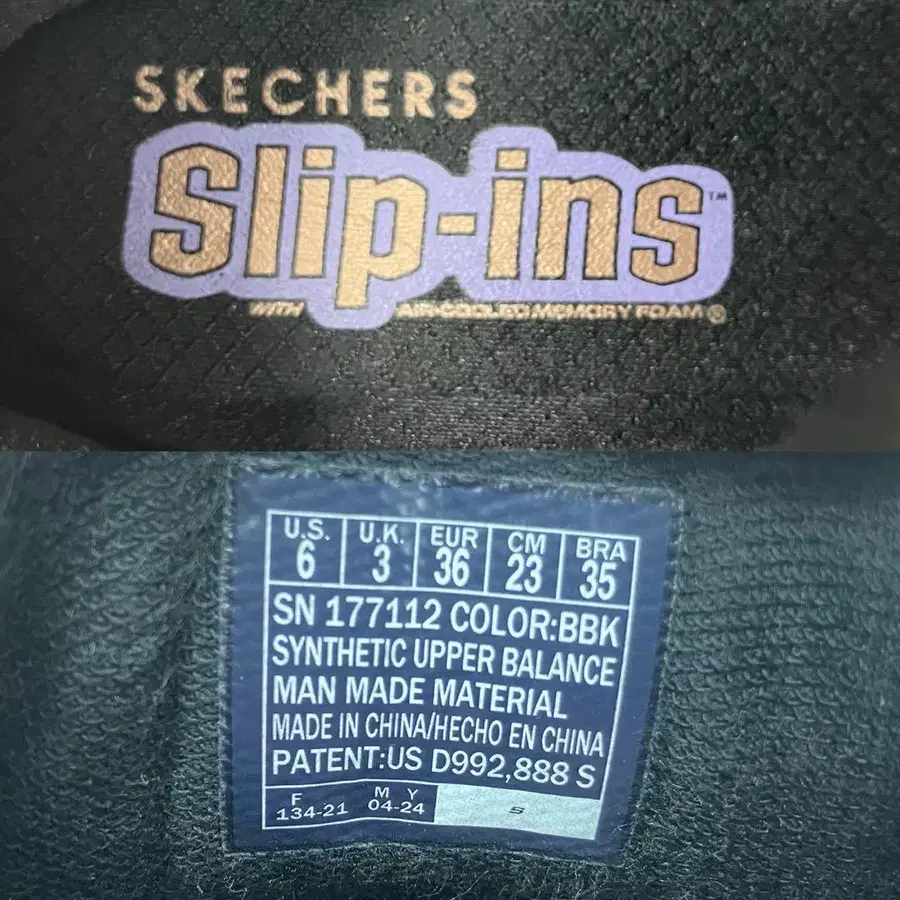 SKECHERS
Slip-ins™
WITH AIR-COOLED MEMORY FOAM®
U.S. U.K. EUR CM BRA
6 3 36 23 35
SN 177112 COLOR:BBK
SYNTHETIC UPPER BALANCE
MAN MADE MATERIAL
MADE IN CHINA/HECHO EN CHINA
PATENT:US D992,888 S
F M Y
134-21 04-24 S